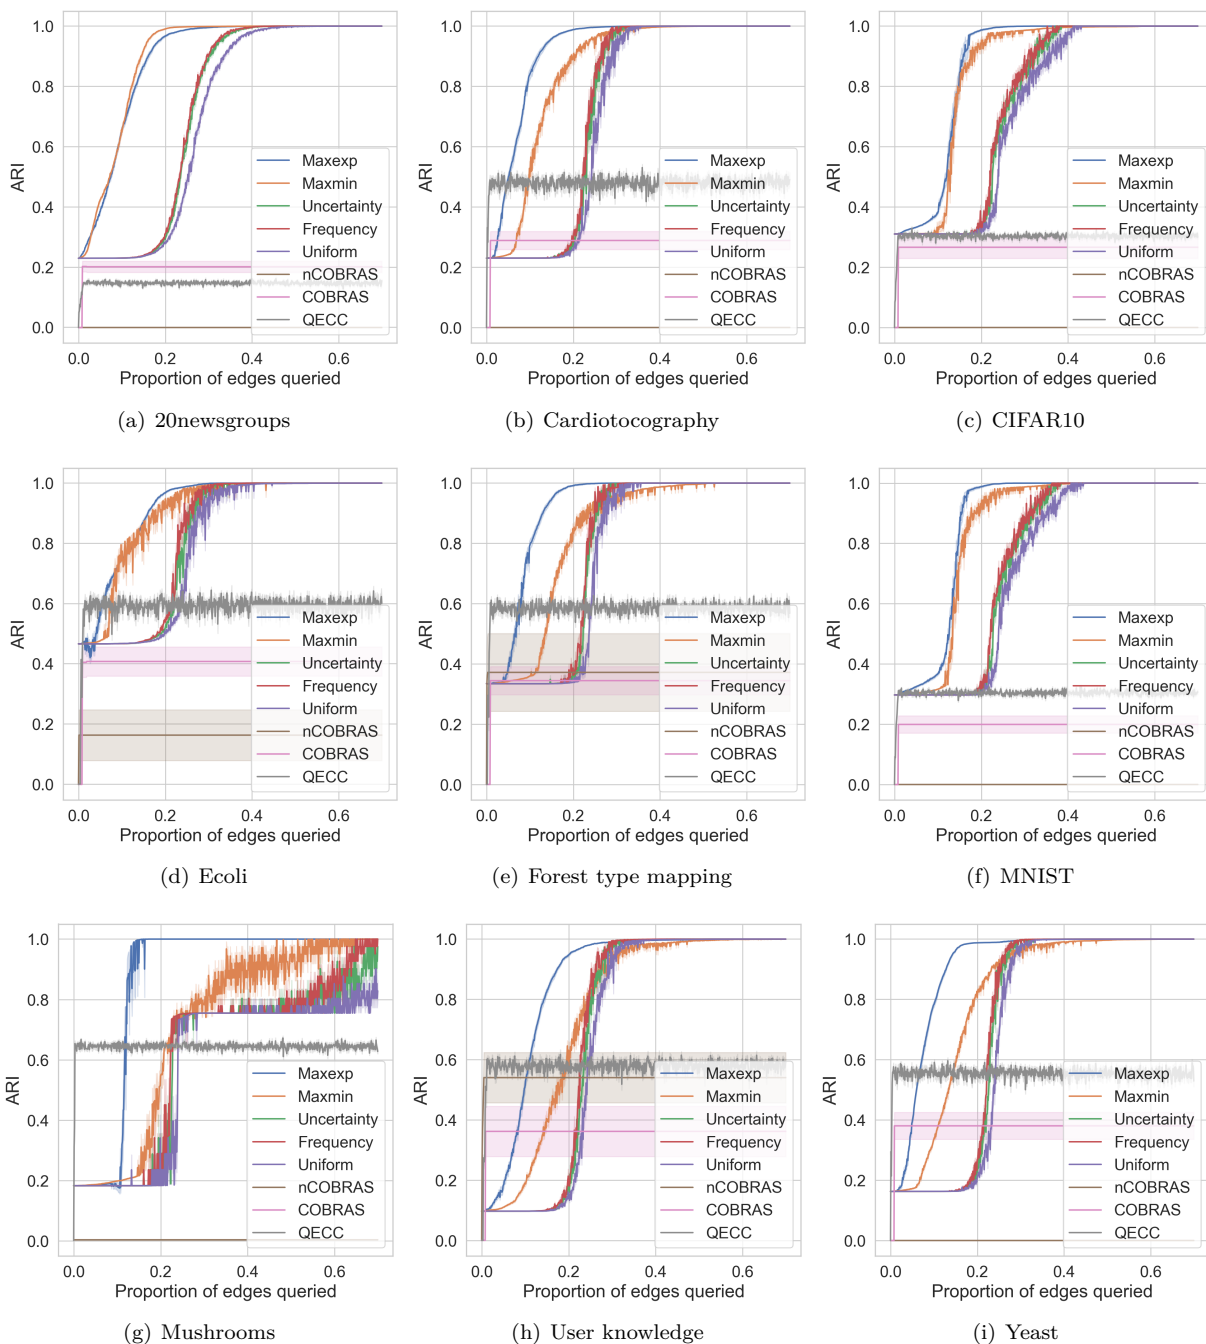 1.0
0.8
0.6
0.4
0.2
0.0
ARI
Maxexp
Maxmin
Uncertainty
Frequency
Uniform
nCOBRAS
COBRAS
QECC
0.0 0.2 0.4 0.6
Proportion of edges queried
(a) 20newsgroups
1.0
0.8
0.6
0.4
0.2
0.0
ARI
Maxexp
Maxmin
Uncertainty
Frequency
Uniform
nCOBRAS
COBRAS
QECC
0.0 0.2 0.4 0.6
Proportion of edges queried
(b) Cardiotocography
1.0
0.8
0.6
0.4
0.2
0.0
ARI
Maxexp
Maxmin
Uncertainty
Frequency
Uniform
nCOBRAS
COBRAS
QECC
0.0 0.2 0.4 0.6
Proportion of edges queried
(c) CIFAR10
1.0
0.8
0.6
0.4
0.2
0.0
ARI
Maxexp
Maxmin
Uncertainty
Frequency
Uniform
nCOBRAS
COBRAS
QECC
0.0 0.2 0.4 0.6
Proportion of edges queried
(d) Ecoli
1.0
0.8
0.6
0.4
0.2
0.0
ARI
Maxexp
Maxmin
Uncertainty
Frequency
Uniform
nCOBRAS
COBRAS
QECC
0.0 0.2 0.4 0.6
Proportion of edges queried
(e) Forest type mapping
1.0
0.8
0.6
0.4
0.2
0.0
ARI
Maxexp
Maxmin
Uncertainty
Frequency
Uniform
nCOBRAS
COBRAS
QECC
0.0 0.2 0.4 0.6
Proportion of edges queried
(f) MNIST
1.0
0.8
0.6
0.4
0.2
0.0
ARI
Maxexp
Maxmin
Uncertainty
Frequency
Uniform
nCOBRAS
COBRAS
QECC
0.0 0.2 0.4 0.6
Proportion of edges queried
(g) Mushrooms
1.0
0.8
0.6
0.4
0.2
0.0
ARI
Maxexp
Maxmin
Uncertainty
Frequency
Uniform
nCOBRAS
COBRAS
QECC
0.0 0.2 0.4 0.6
Proportion of edges queried
(h) User knowledge
1.0
0.8
0.6
0.4
0.2
0.0
ARI
Maxexp
Maxmin
Uncertainty
Frequency
Uniform
nCOBRAS
COBRAS
QECC
0.0 0.2 0.4 0.6
Proportion of edges queried
(i) Yeast